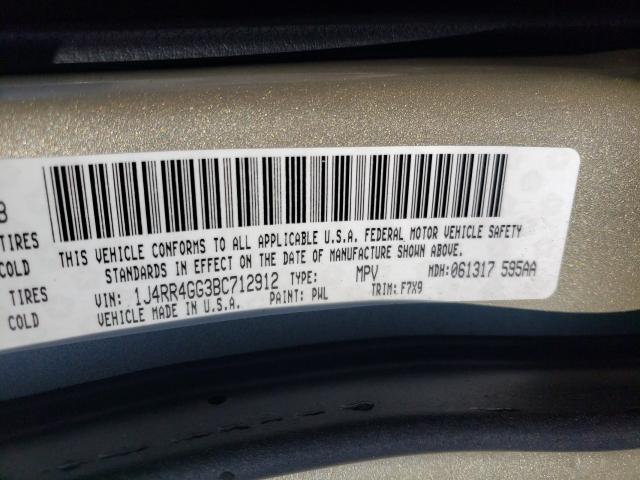 B
TIRES
COLD
TIRES
COLD
THIS VEHICLE CONFORMS TO ALL APPLICABLE U.S.A. FEDERAL MOTOR VEHICLE SAFETY
STANDARDS IN EFFECT ON THE DATE OF MANUFACTURE SHOWN ABOVE.
VIN: 1J4RR4GG3BC712912 TYPE: MPV MDH: 061317 595AA
VEHICLE MADE IN U.S.A. PAINT: PWL TRIM: F7X9